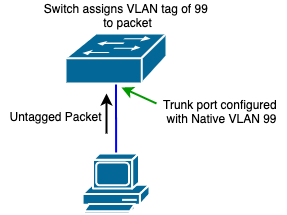 Switch assigns VLAN tag of 99
to packet
Untagged Packet
Trunk port configured
with Native VLAN 99